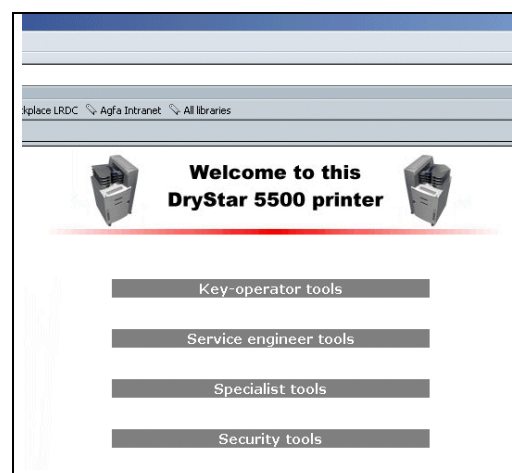 kplace LRDC Agfa Intranet All libraries
Welcome to this
DryStar 5500 printer
Key-operator tools
Service engineer tools
Specialist tools
Security tools